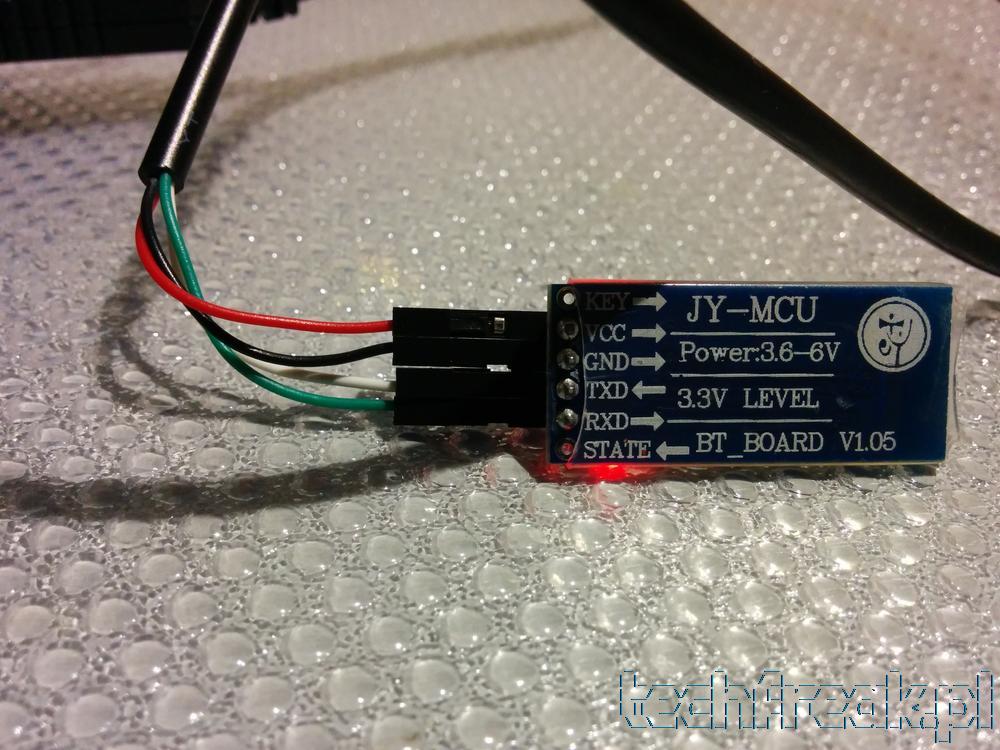 KEY → JY-MCU
VCC →
Power:3.6-6V
GND →
TXD ←
3.3V LEVEL
RXD →
STATE ← BT_BOARD V1.05
techfreak.pl